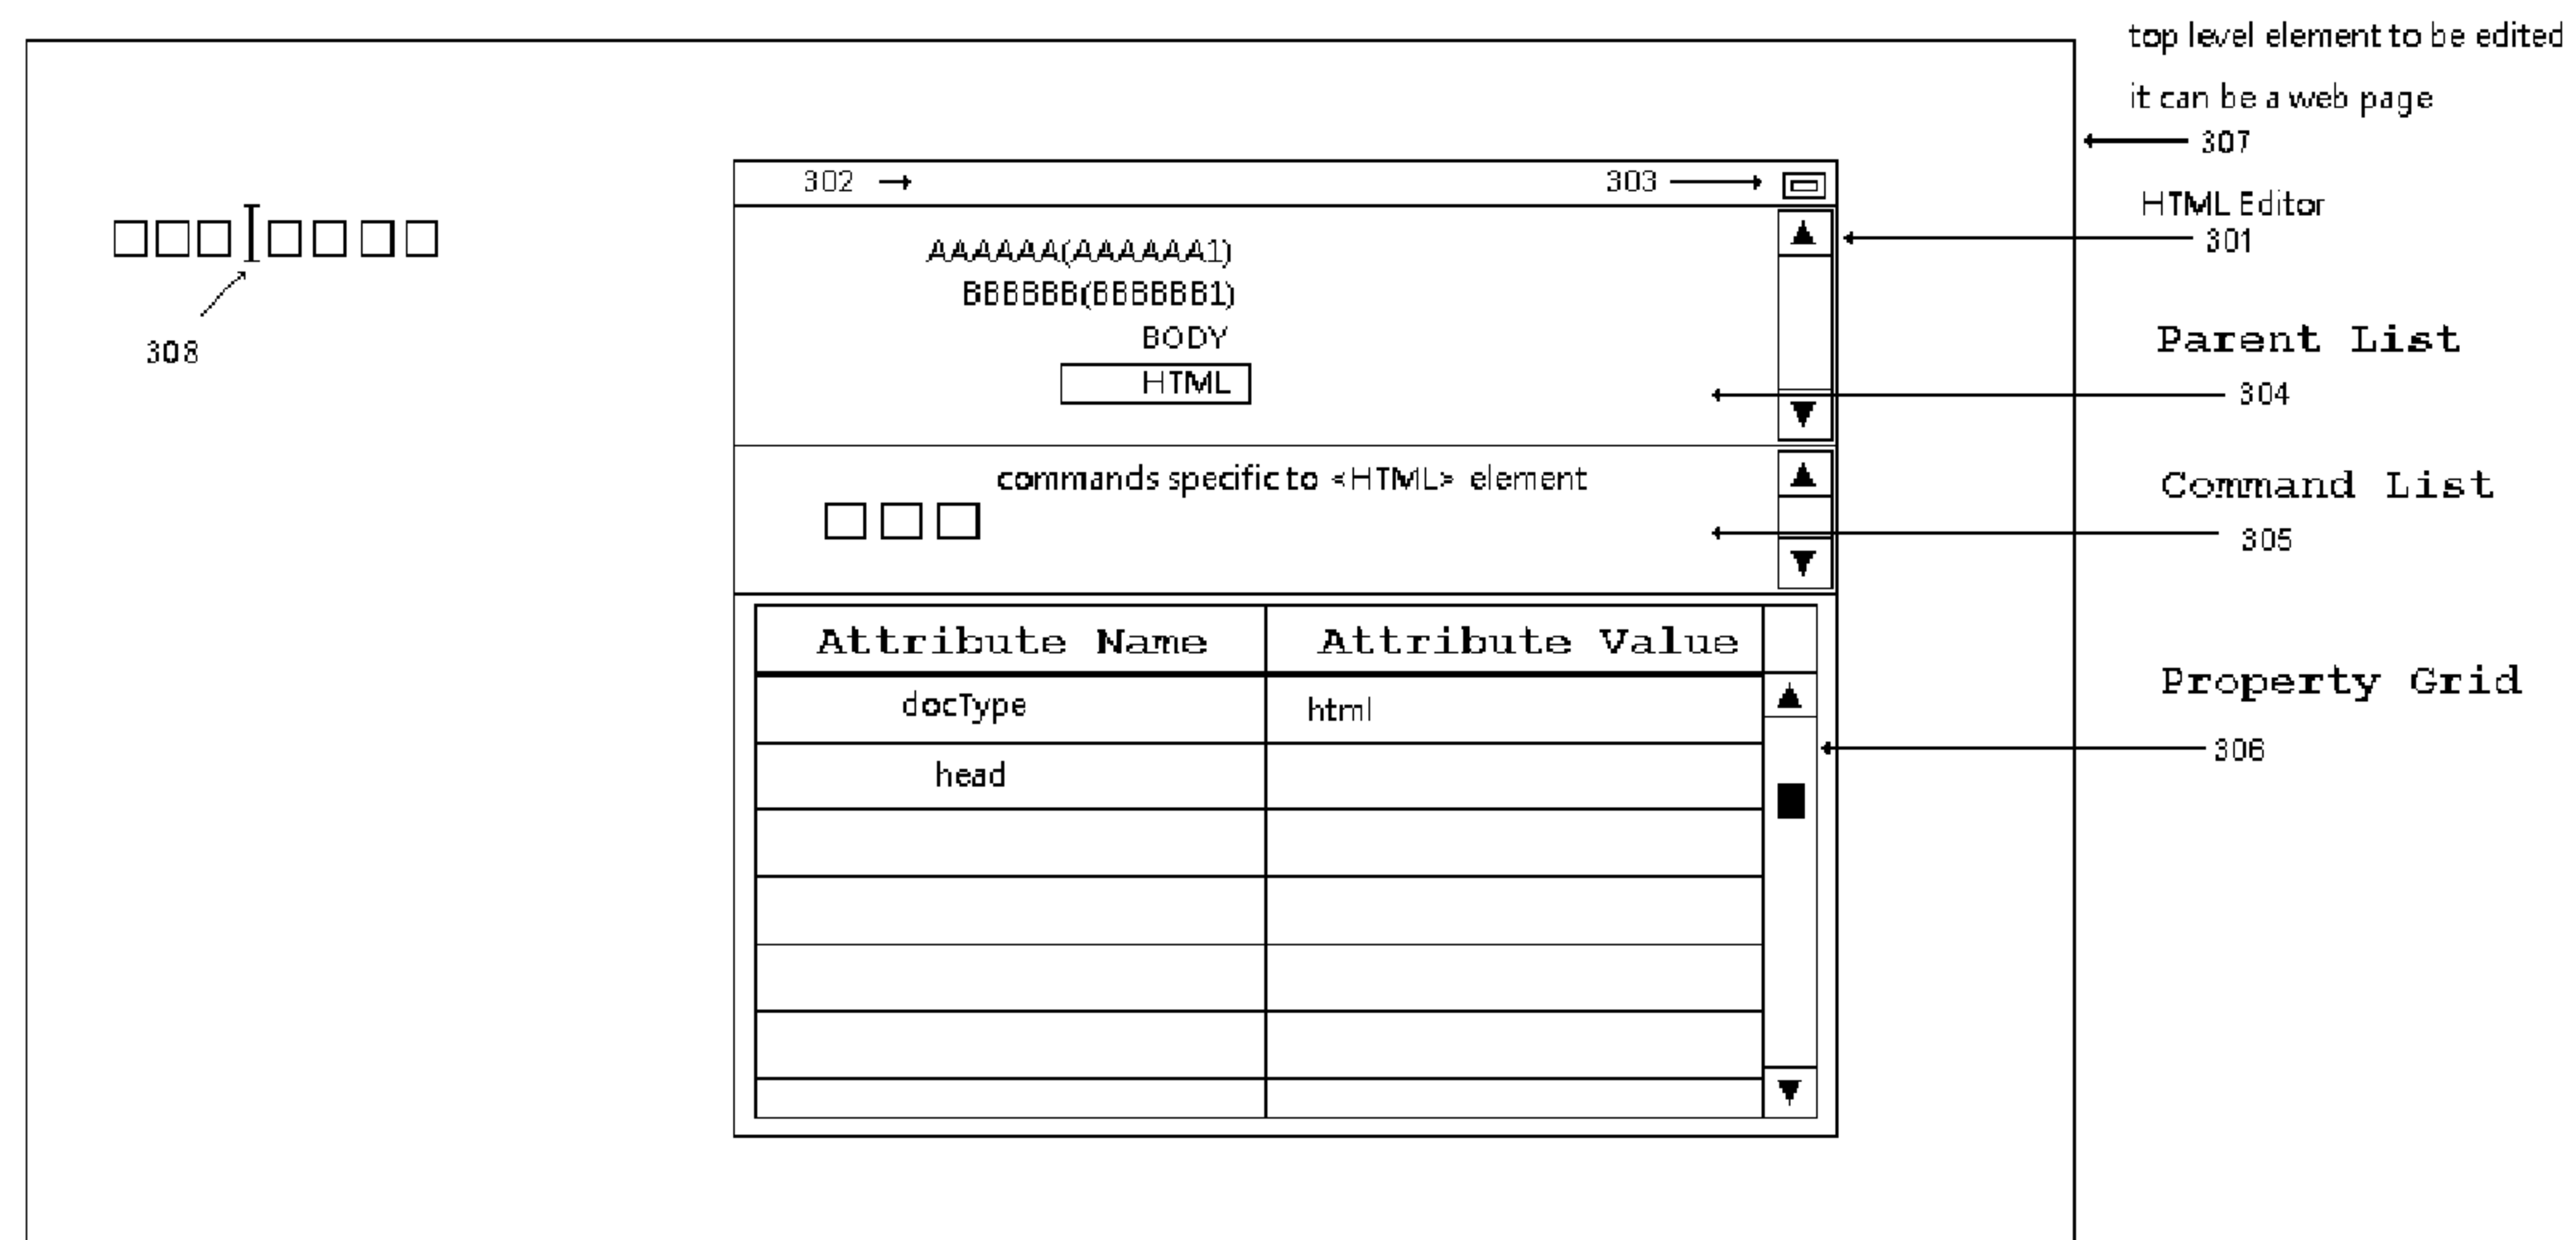 top level element to be edited
it can be a web page
307
302
303
HTML Editor
301
AAAAAA(AAAAAA1)
BBBBBB(BBBBBB1)
BODY
HTML
308
Parent List
304
commands specific to <HTML> element
Command List
305
Attribute Name Attribute Value
docType html
head
Property Grid
306